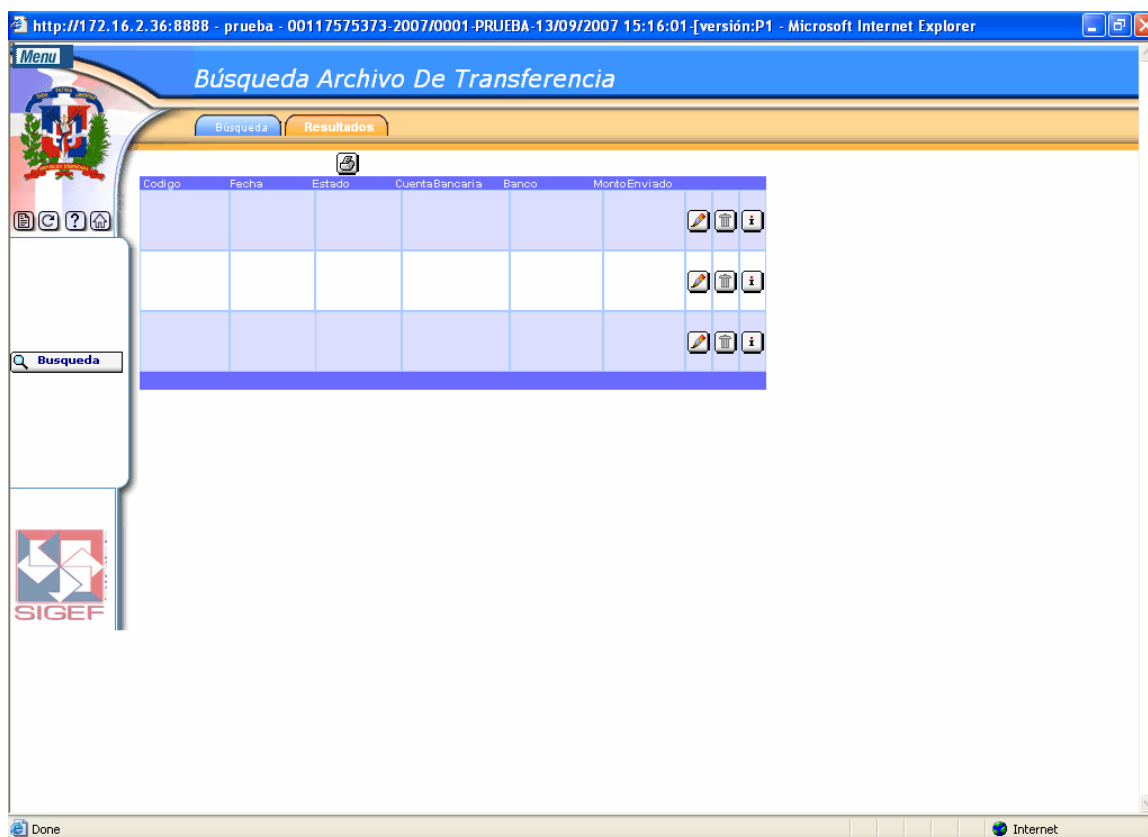 http://172.16.2.36:8888 - prueba - 00117575373-2007/0001-PRUEBA-13/09/2007 15:16:01-[versión:P1 - Microsoft Internet Explorer
Menu
Búsqueda Archivo De Transferencia
Búsqueda Resultados
Codigo Fecha Estado CuentaBancaria Banco MontoEnviado
Busqueda
SIGEF
Done Internet